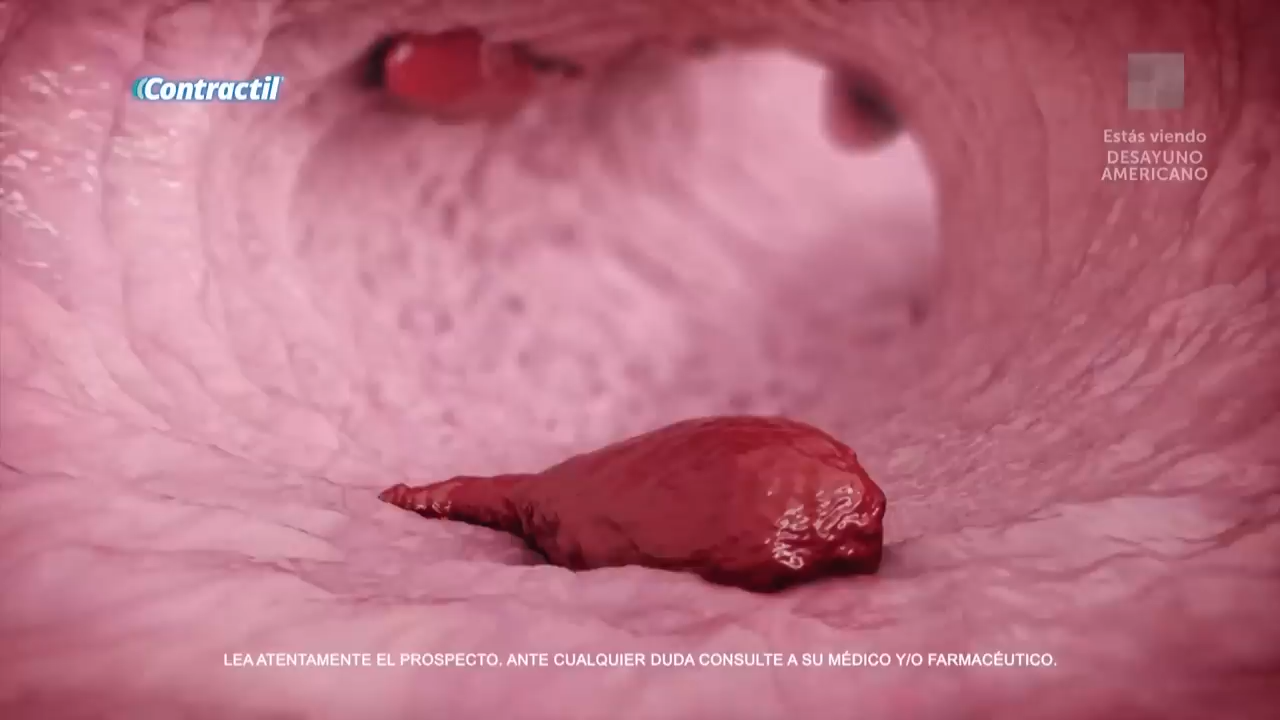 Contractil
Estás viendo
DESAYUNO
AMERICANO
LEA ATENTAMENTE EL PROSPECTO. ANTE CUALQUIER DUDA CONSULTE A SU MÉDICO Y/O FARMACÉUTICO.